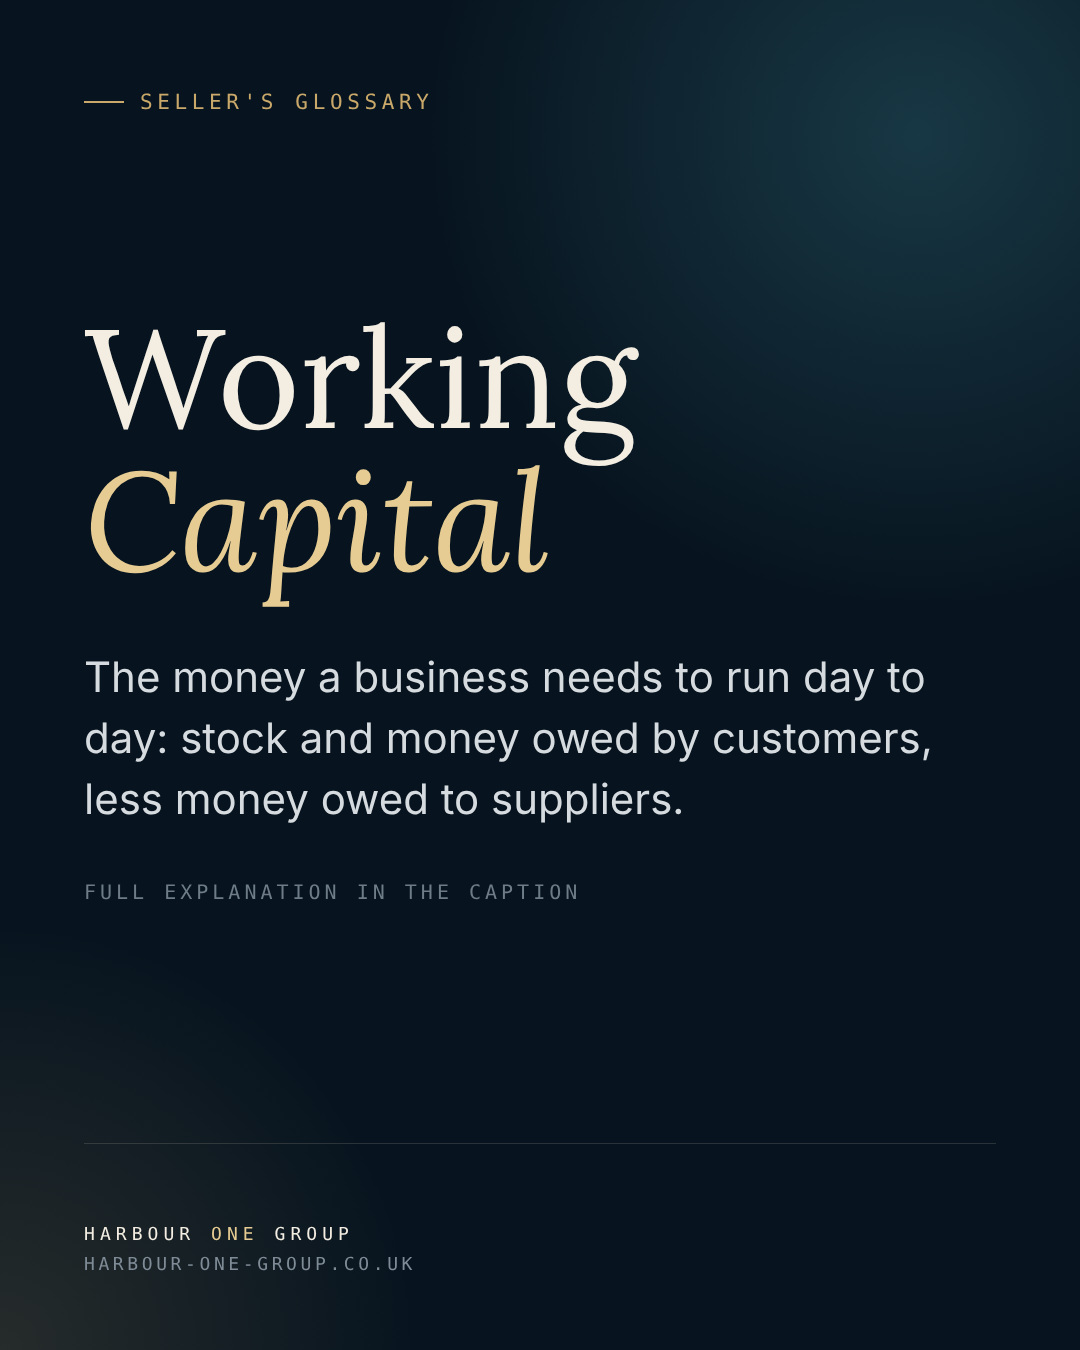 SELLER'S GLOSSARY
Working
Capital
The money a business needs to run day to
day: stock and money owed by customers,
less money owed to suppliers.
FULL EXPLANATION IN THE CAPTION
HARBOUR ONE GROUP
HARBOUR-ONE-GROUP.CO.UK